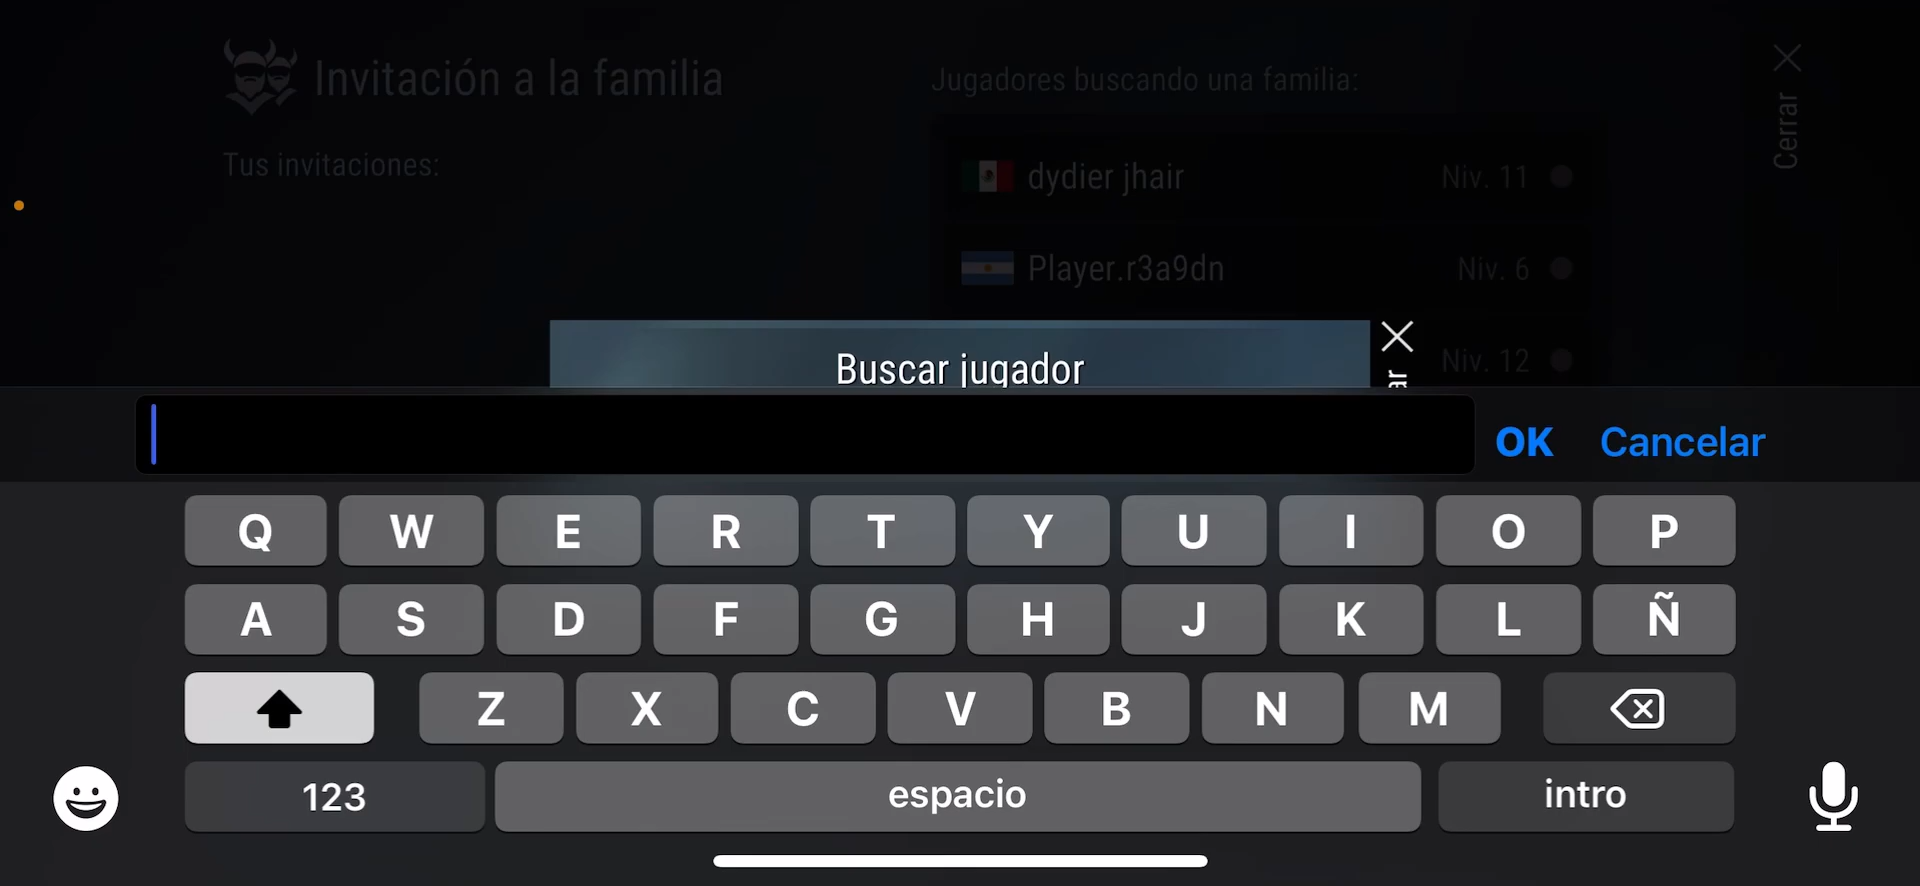 Invitación a la familia
Jugadores buscando una familia:
Cerrar
Tus invitaciones:
dydier jhair Niv. 11
Player.r3a9dn Niv. 6
Niv. 12
Buscar jugador
ar
OK Cancelar
Q W E R T Y U I O P
A S D F G H J K L Ñ
Z X C V B N M
123 espacio intro